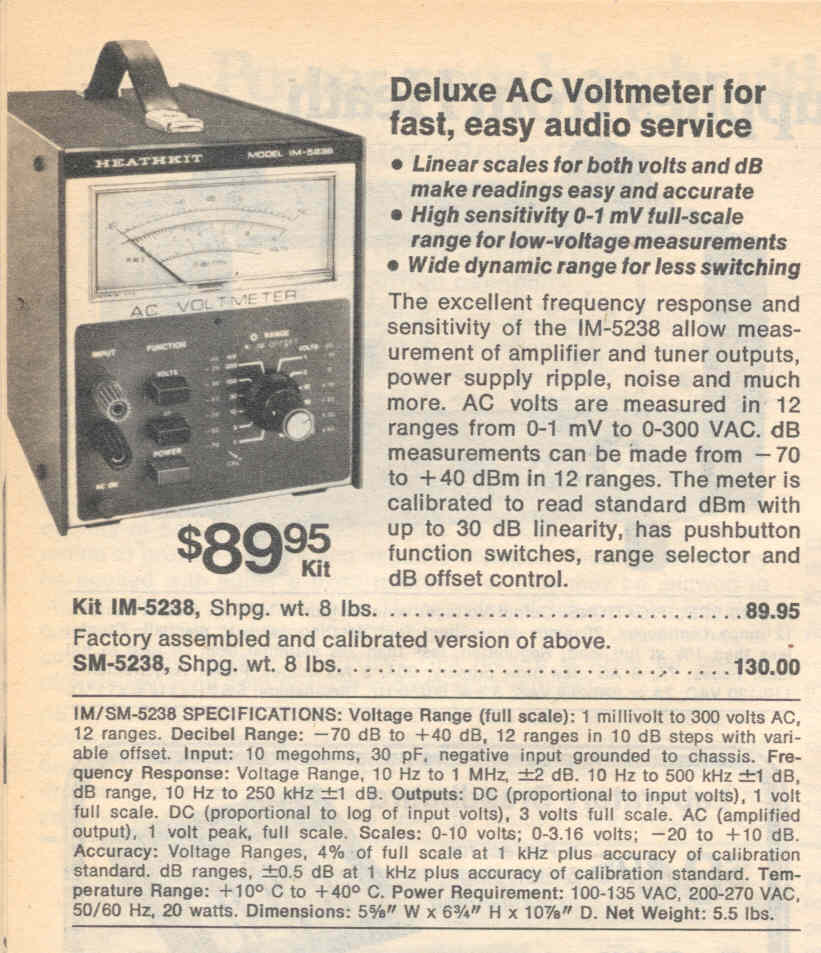 HEATHKIT
MODEL IM-5238
AC VOLTMETER
INPUT
FUNCTION
RANGE
VOLTS
VOLTS
POWER
AC ON
$89.95
Kit
Deluxe AC Voltmeter for
fast, easy audio service
• Linear scales for both volts and dB
make readings easy and accurate
• High sensitivity 0-1 mV full-scale
range for low-voltage measurements
• Wide dynamic range for less switching
The excellent frequency response and
sensitivity of the IM-5238 allow meas-
urement of amplifier and tuner outputs,
power supply ripple, noise and much
more. AC volts are measured in 12
ranges from 0-1 mV to 0-300 VAC. dB
measurements can be made from −70
to +40 dBm in 12 ranges. The meter is
calibrated to read standard dBm with
up to 30 dB linearity, has pushbutton
function switches, range selector and
dB offset control.
Kit IM-5238, Shpg. wt. 8 lbs. . . . . . . . . . . . . . . . . . . . . . . . . . . . . . 89.95
Factory assembled and calibrated version of above.
SM-5238, Shpg. wt. 8 lbs. . . . . . . . . . . . . . . . . . . . . . . . . . . . . . . 130.00
IM/SM-5238 SPECIFICATIONS: Voltage Range (full scale): 1 millivolt to 300 volts AC,
12 ranges. Decibel Range: −70 dB to +40 dB, 12 ranges in 10 dB steps with vari-
able offset. Input: 10 megohms, 30 pF, negative input grounded to chassis. Fre-
quency Response: Voltage Range, 10 Hz to 1 MHz, ±2 dB. 10 Hz to 500 kHz ±1 dB,
dB range, 10 Hz to 250 kHz ±1 dB. Outputs: DC (proportional to input volts), 1 volt
full scale. DC (proportional to log of input volts), 3 volts full scale. AC (amplified
output), 1 volt peak, full scale. Scales: 0-10 volts; 0-3.16 volts; −20 to +10 dB.
Accuracy: Voltage Ranges, 4% of full scale at 1 kHz plus accuracy of calibration
standard. dB ranges, ±0.5 dB at 1 kHz plus accuracy of calibration standard. Tem-
perature Range: +10º C to +40º C. Power Requirement: 100-135 VAC, 200-270 VAC,
50/60 Hz, 20 watts. Dimensions: 5⅝" W x 6¾" H x 10⅞" D. Net Weight: 5.5 lbs.